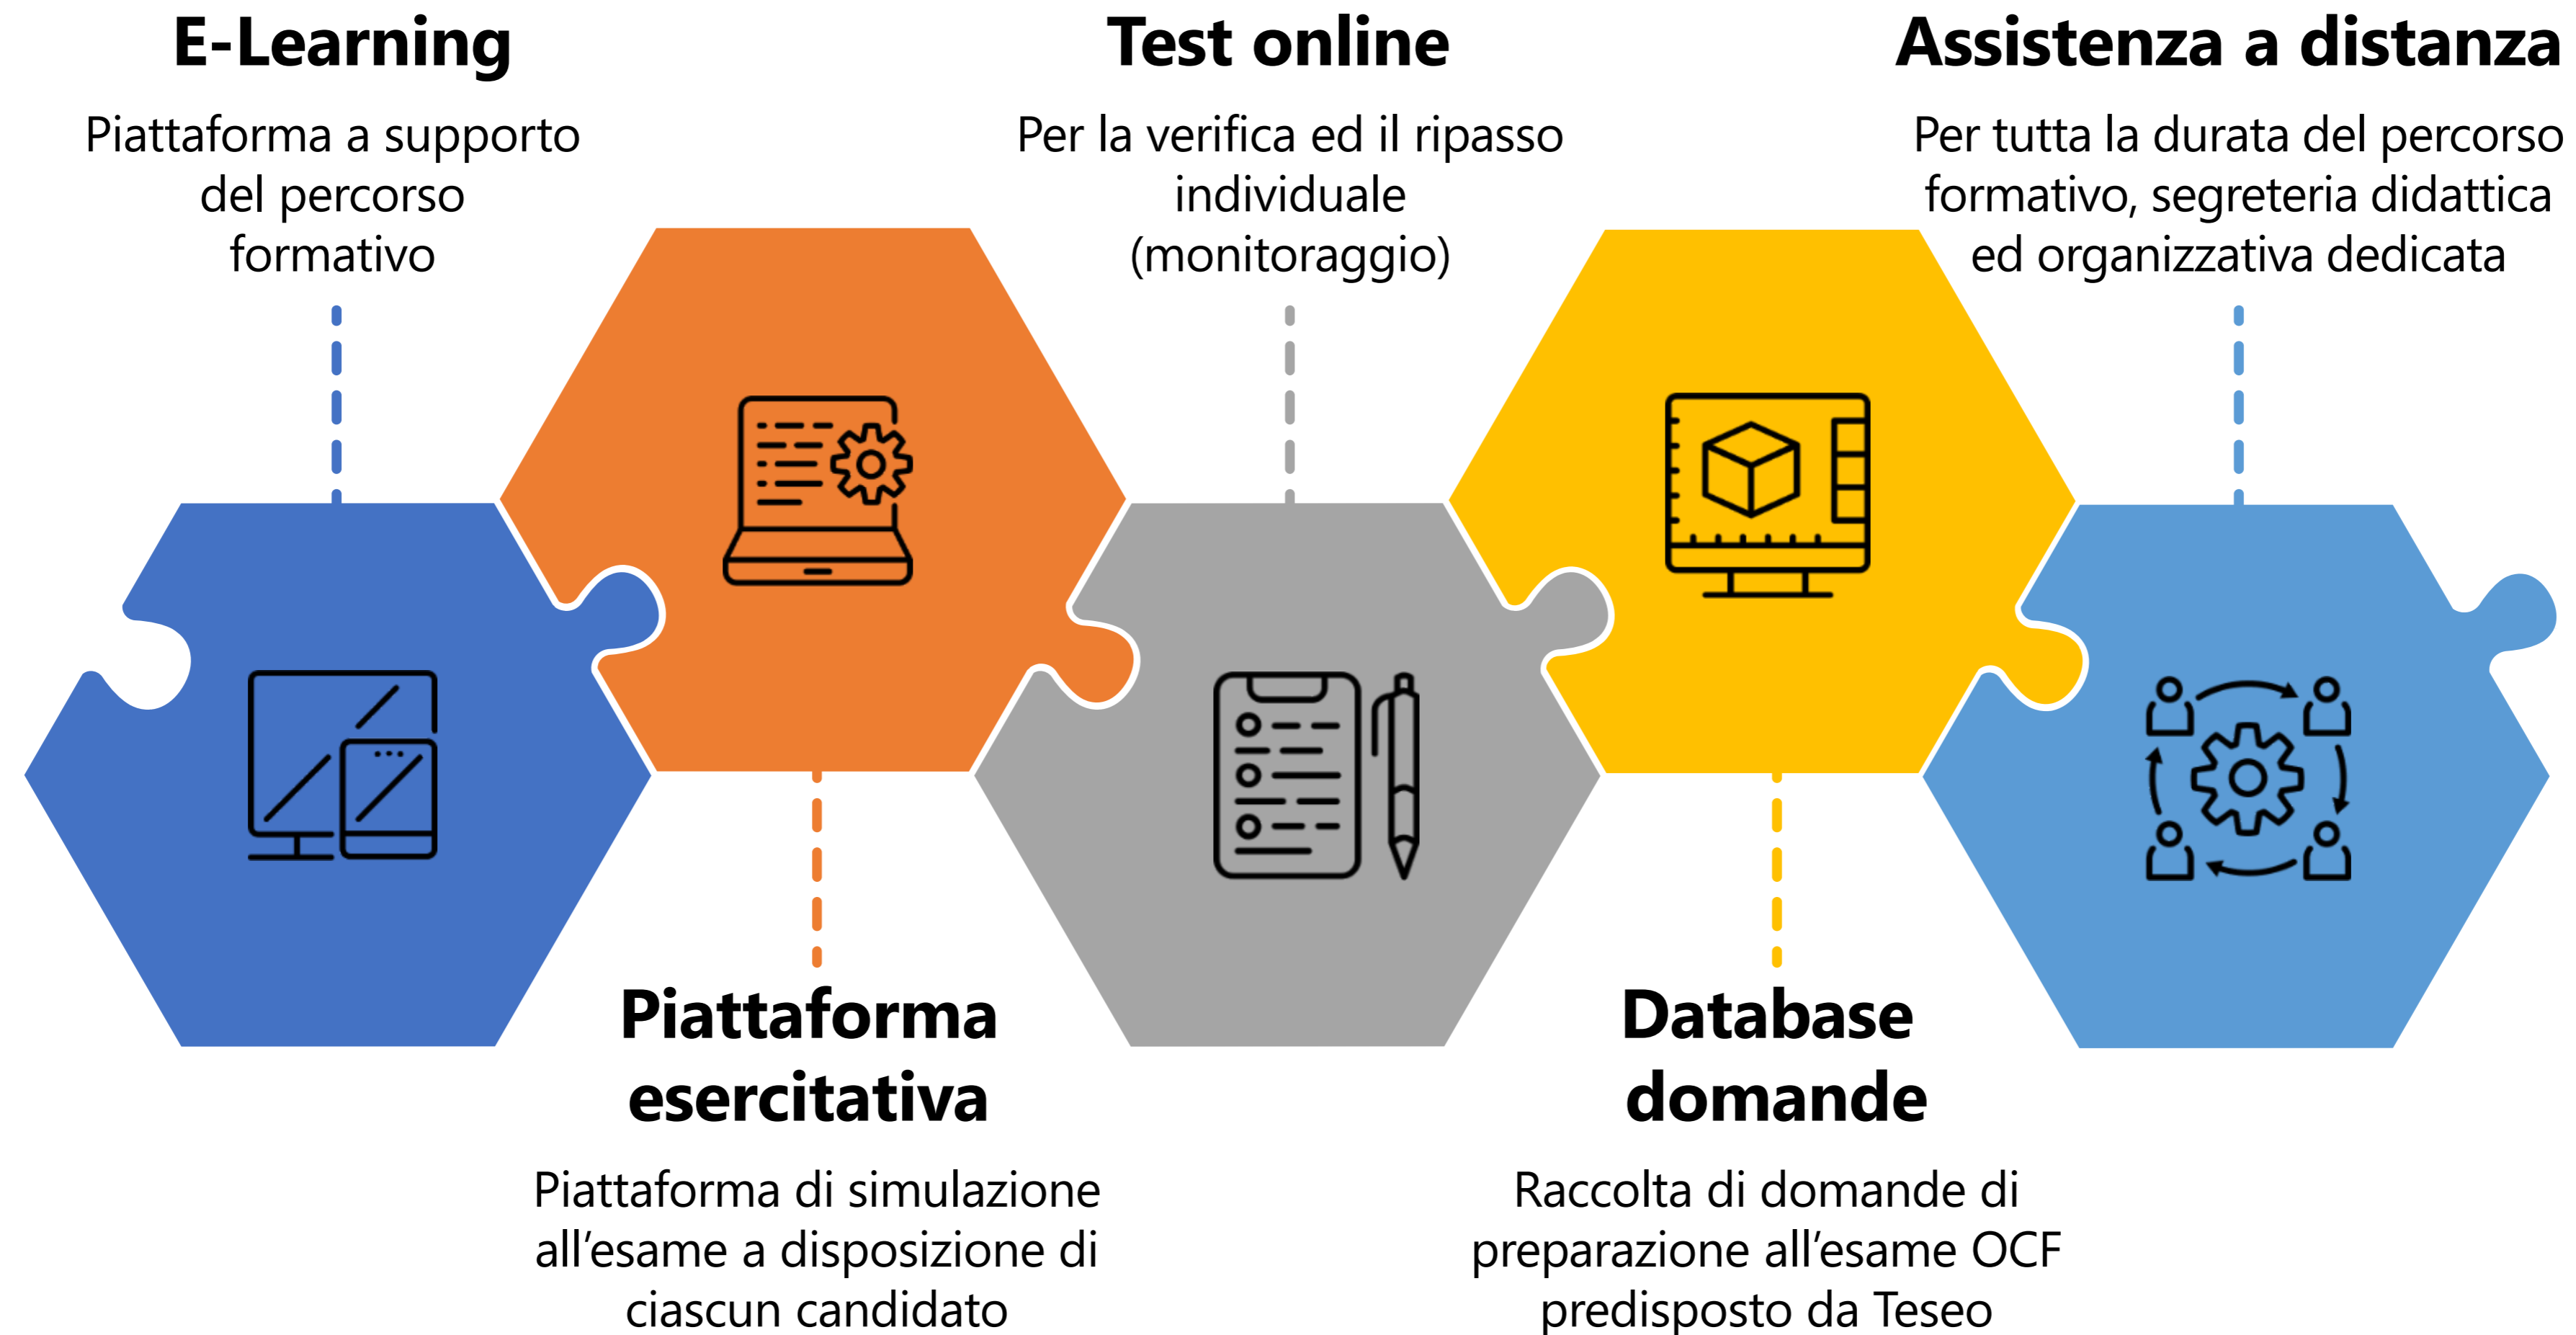 E-Learning
Piattaforma a supporto
del percorso
formativo
Test online
Per la verifica ed il ripasso
individuale
(monitoraggio)
Assistenza a distanza
Per tutta la durata del percorso
formativo, segreteria didattica
ed organizzativa dedicata
Piattaforma
esercitativa
Piattaforma di simulazione
all’esame a disposizione di
ciascun candidato
Database
domande
Raccolta di domande di
preparazione all’esame OCF
predisposto da Teseo